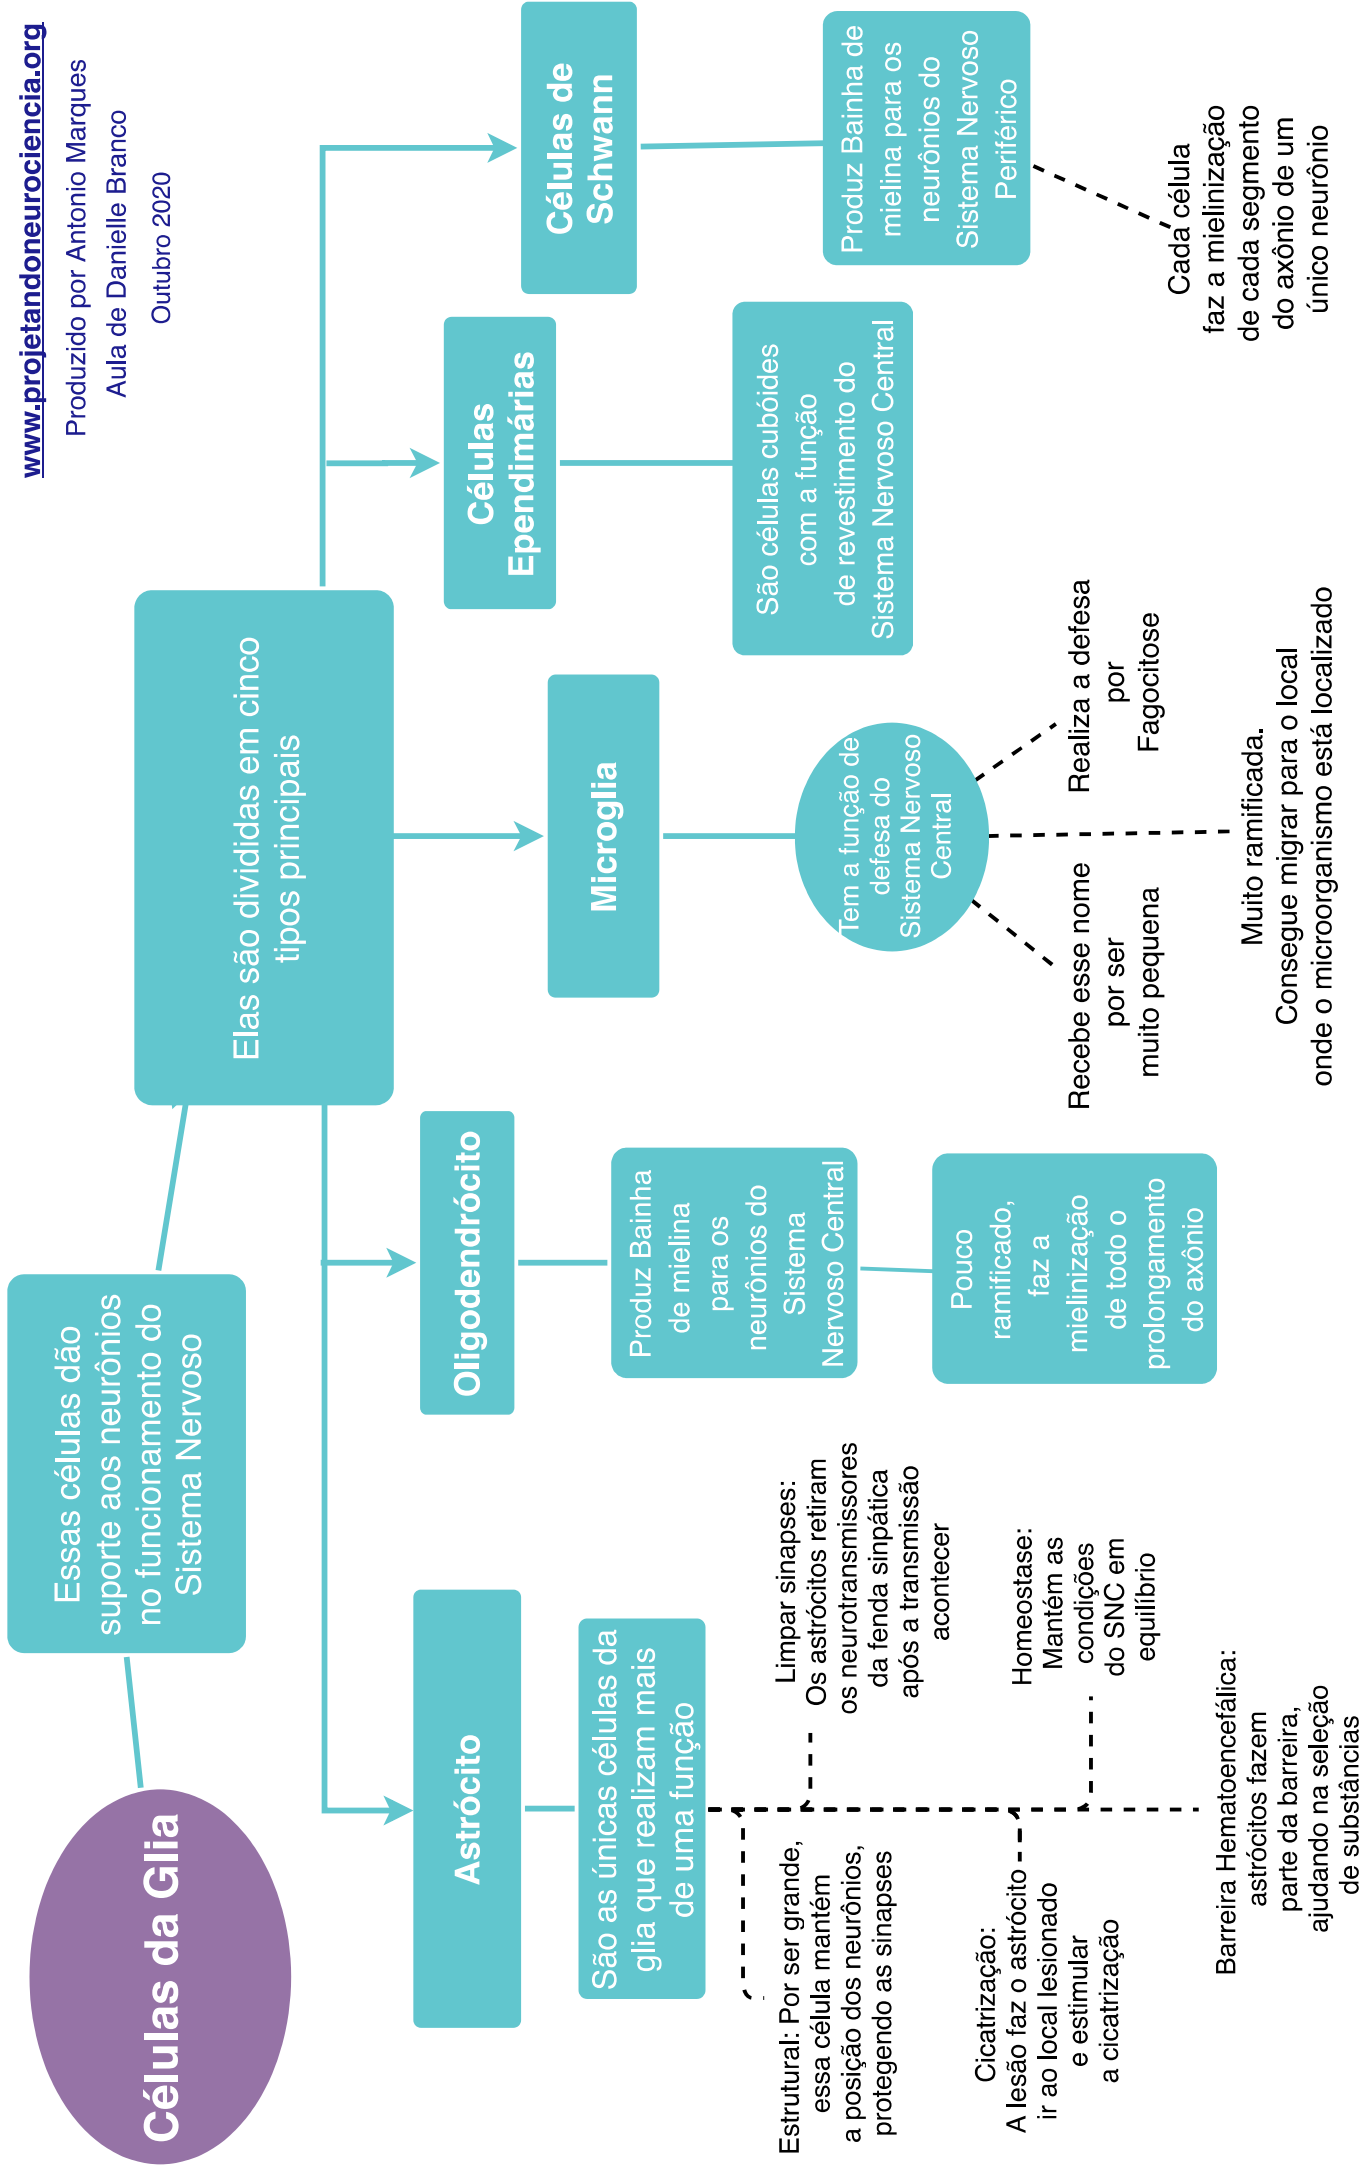 www.projetandoneurociencia.org
Produzido por Antonio Marques
Aula de Danielle Branco
Outubro 2020
Células da Glia
Essas células dão
suporte aos neurônios
no funcionamento do
Sistema Nervoso
Elas são divididas em cinco
tipos principais
Astrócito
São as únicas células da
glia que realizam mais
de uma função
Estrutural: Por ser grande,
essa célula mantém
a posição dos neurônios,
protegendo as sinapses
Limpar sinapses:
Os astrócitos retiram
os neurotransmissores
da fenda sinpática
após a transmissão
acontecer
Cicatrização:
A lesão faz o astrócito
ir ao local lesionado
e estimular
a cicatrização
Homeostase:
Mantém as
condições
do SNC em
equilíbrio
Barreira Hematoencefálica:
astrócitos fazem
parte da barreira,
ajudando na seleção
de substâncias
Oligodendrócito
Produz Bainha
de mielina
para os
neurônios do
Sistema
Nervoso Central
Pouco
ramificado,
faz a
mielinização
de todo o
prolongamento
do axônio
Microglia
Tem a função de
defesa do
Sistema Nervoso
Central
Recebe esse nome
por ser
muito pequena
Realiza a defesa
por
Fagocitose
Muito ramificada.
Consegue migrar para o local
onde o microorganismo está localizado
Células
Ependimárias
São células cubóides
com a função
de revestimento do
Sistema Nervoso Central
Células de
Schwann
Produz Bainha de
mielina para os
neurônios do
Sistema Nervoso
Periférico
Cada célula
faz a mielinização
de cada segmento
do axônio de um
único neurônio